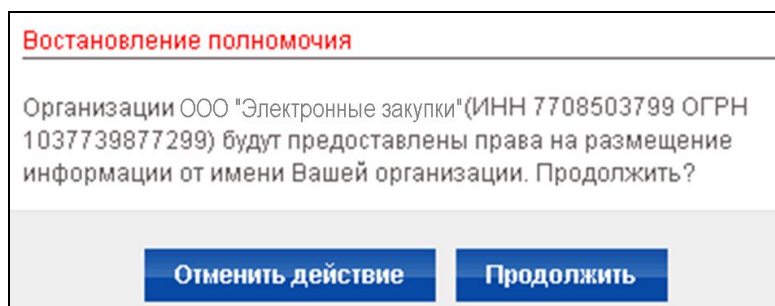 Востановление полномочия
Организации ООО "Электронные закупки"(ИНН 7708503799 ОГРН
1037739877299) будут предоставлены права на размещение
информации от имени Вашей организации. Продолжить?
Отменить действие Продолжить